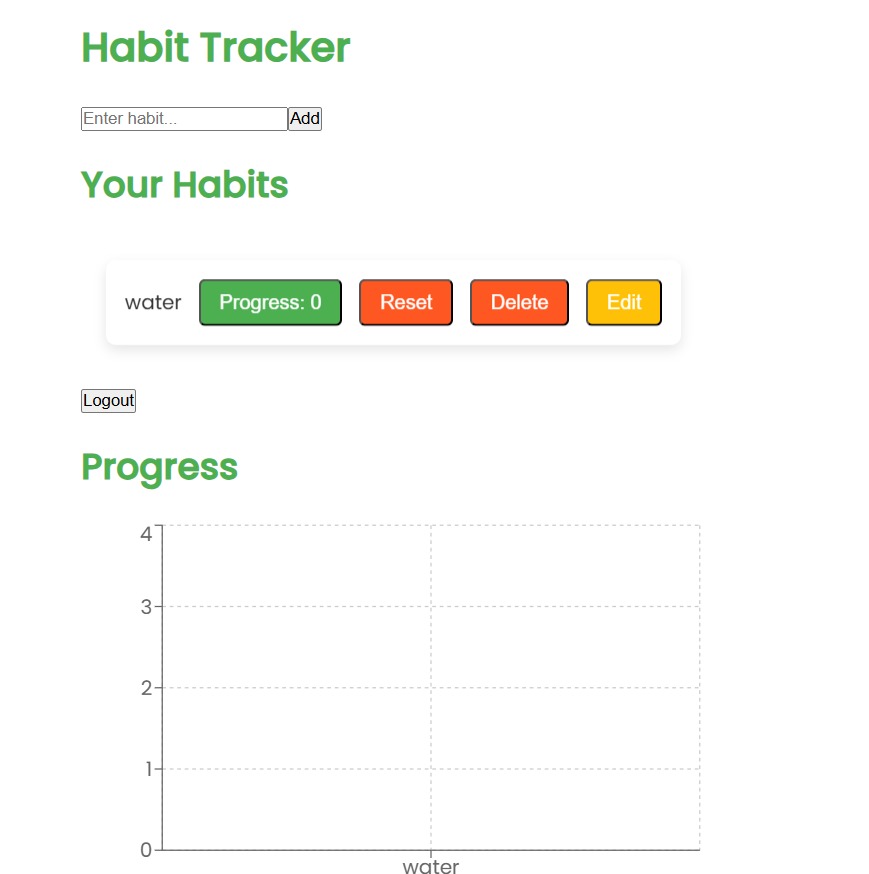 Habit Tracker
Enter habit... Add
Your Habits
water Progress: 0 Reset Delete Edit
Logout
Progress
4
3
2
1
0
water